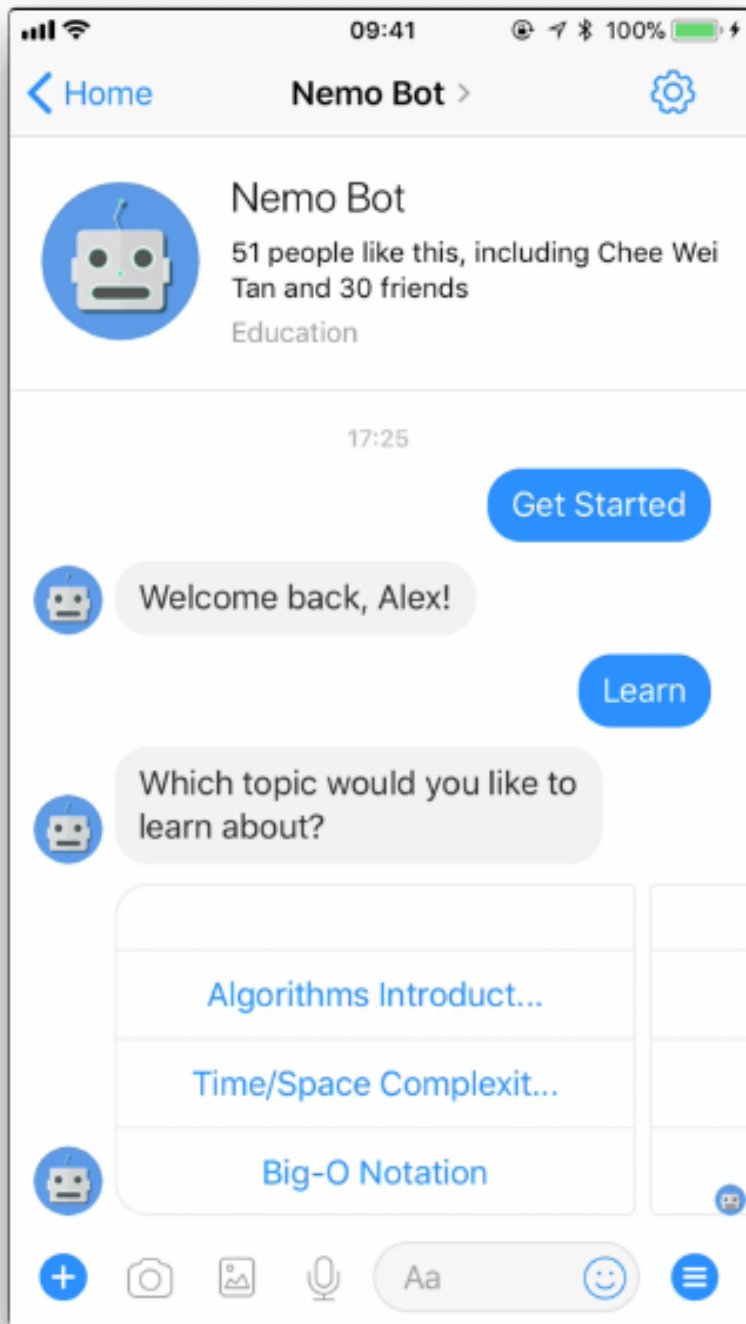 09:41
100%
Home
Nemo Bot
Nemo Bot
51 people like this, including Chee Wei
Tan and 30 friends
Education
17:25
Get Started
Welcome back, Alex!
Learn
Which topic would you like to
learn about?
Algorithms Introduct...
Time/Space Complexit...
Big-O Notation
Aa